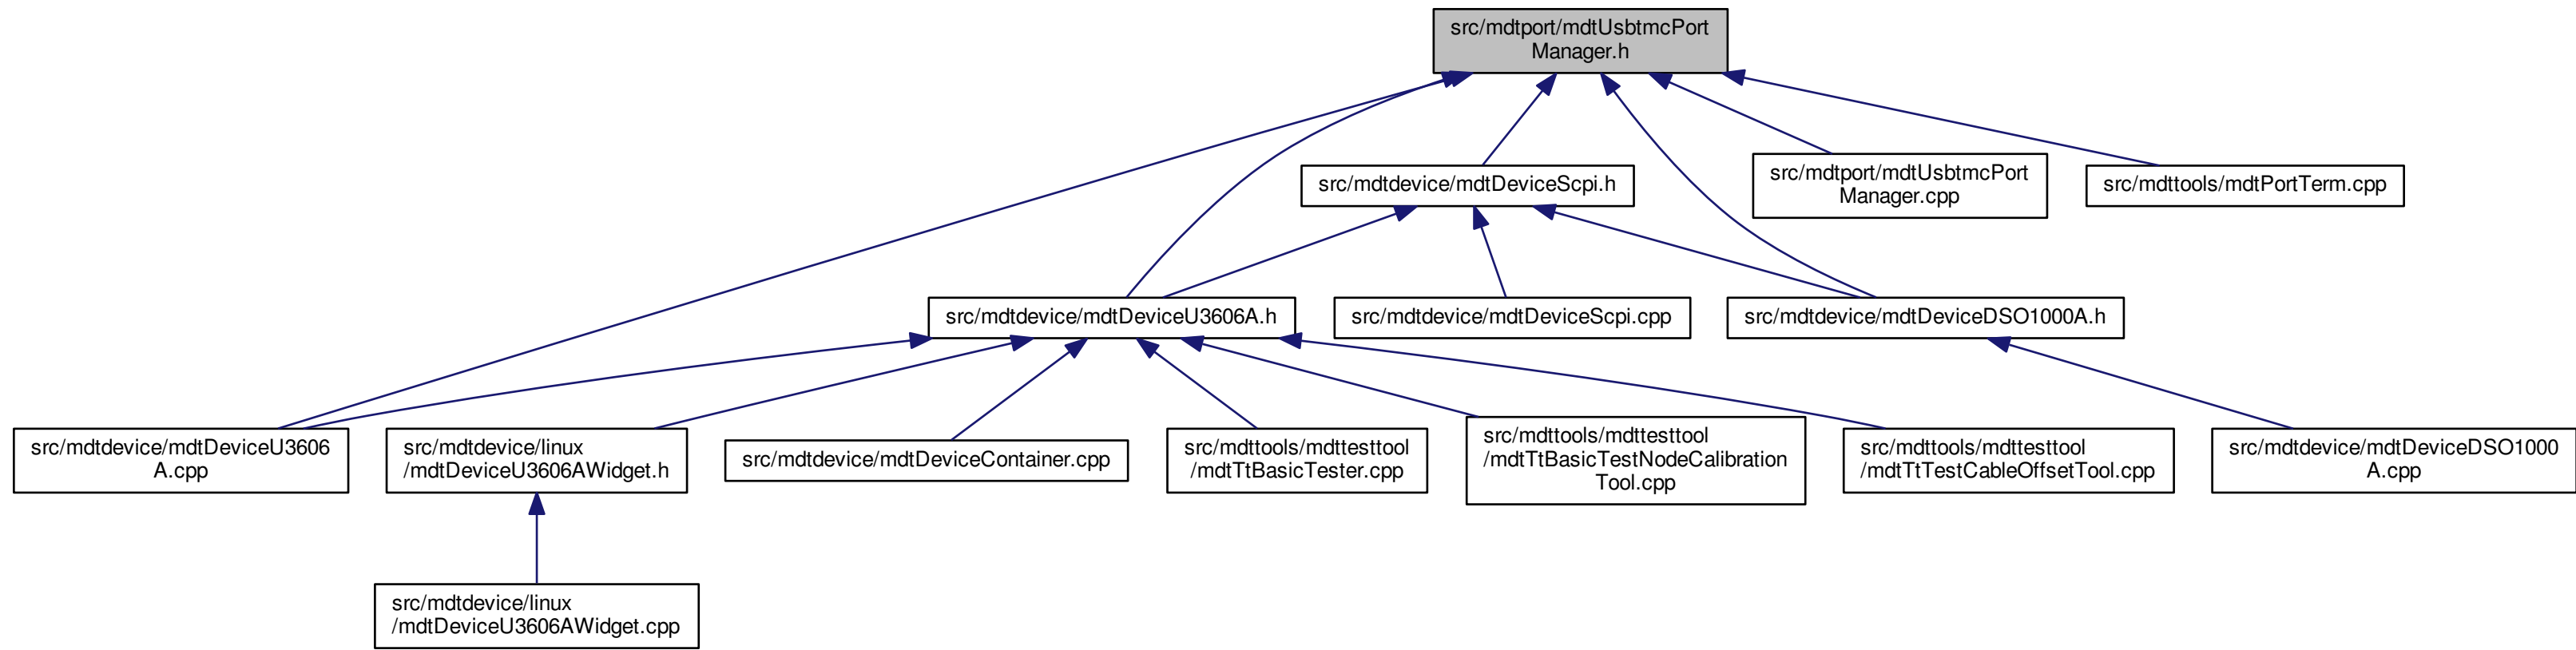 src/mdtport/mdtUsbtmcPort
Manager.h
src/mdtdevice/mdtDeviceScpi.h
src/mdtport/mdtUsbtmcPort
Manager.cpp
src/mdttools/mdtPortTerm.cpp
src/mdtdevice/mdtDeviceU3606A.h
src/mdtdevice/mdtDeviceScpi.cpp
src/mdtdevice/mdtDeviceDSO1000A.h
src/mdtdevice/mdtDeviceU3606
A.cpp
src/mdtdevice/linux
/mdtDeviceU3606AWidget.h
src/mdtdevice/mdtDeviceContainer.cpp
src/mdttools/mdttesttool
/mdtTtBasicTester.cpp
src/mdttools/mdttesttool
/mdtTtBasicTestNodeCalibration
Tool.cpp
src/mdttools/mdttesttool
/mdtTtTestCableOffsetTool.cpp
src/mdtdevice/mdtDeviceDSO1000
A.cpp
src/mdtdevice/linux
/mdtDeviceU3606AWidget.cpp